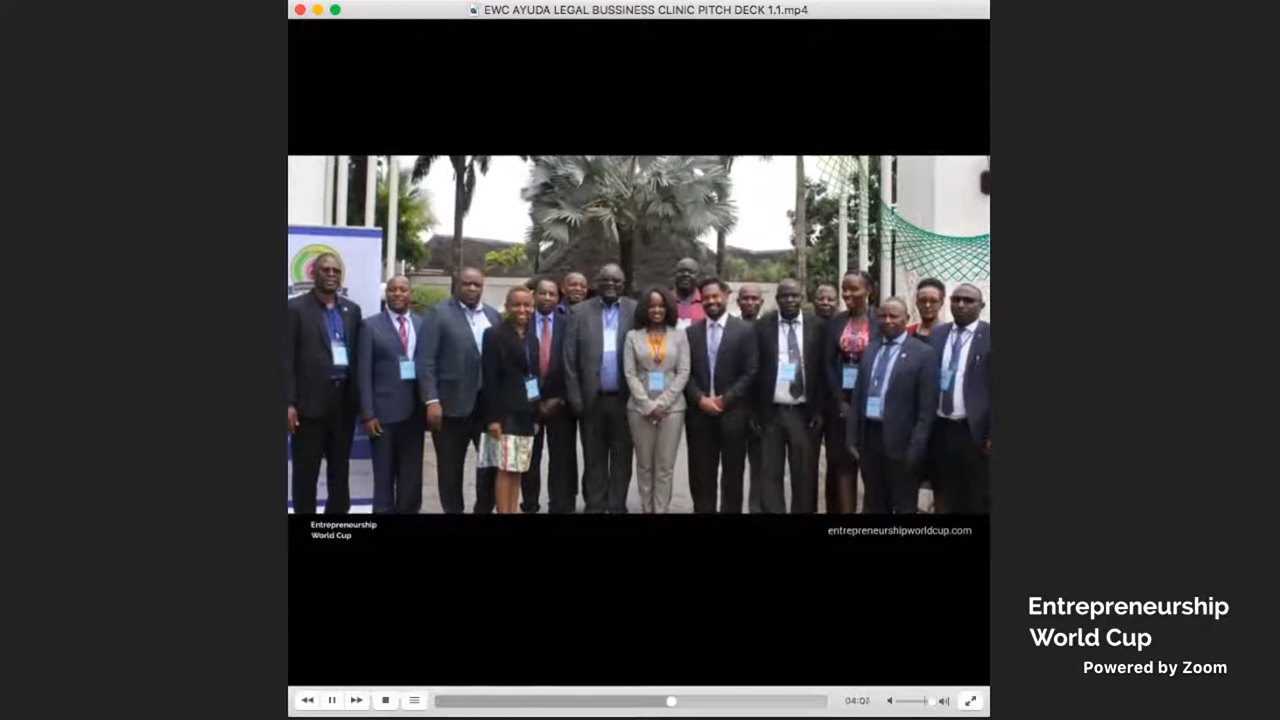 EWC AYUDA LEGAL BUSSINESS CLINIC PITCH DECK 1.1.mp4
Entrepreneurship
World Cup
entrepreneurshipworldcup.com
Entrepreneurship
World Cup
Powered by Zoom
04:03